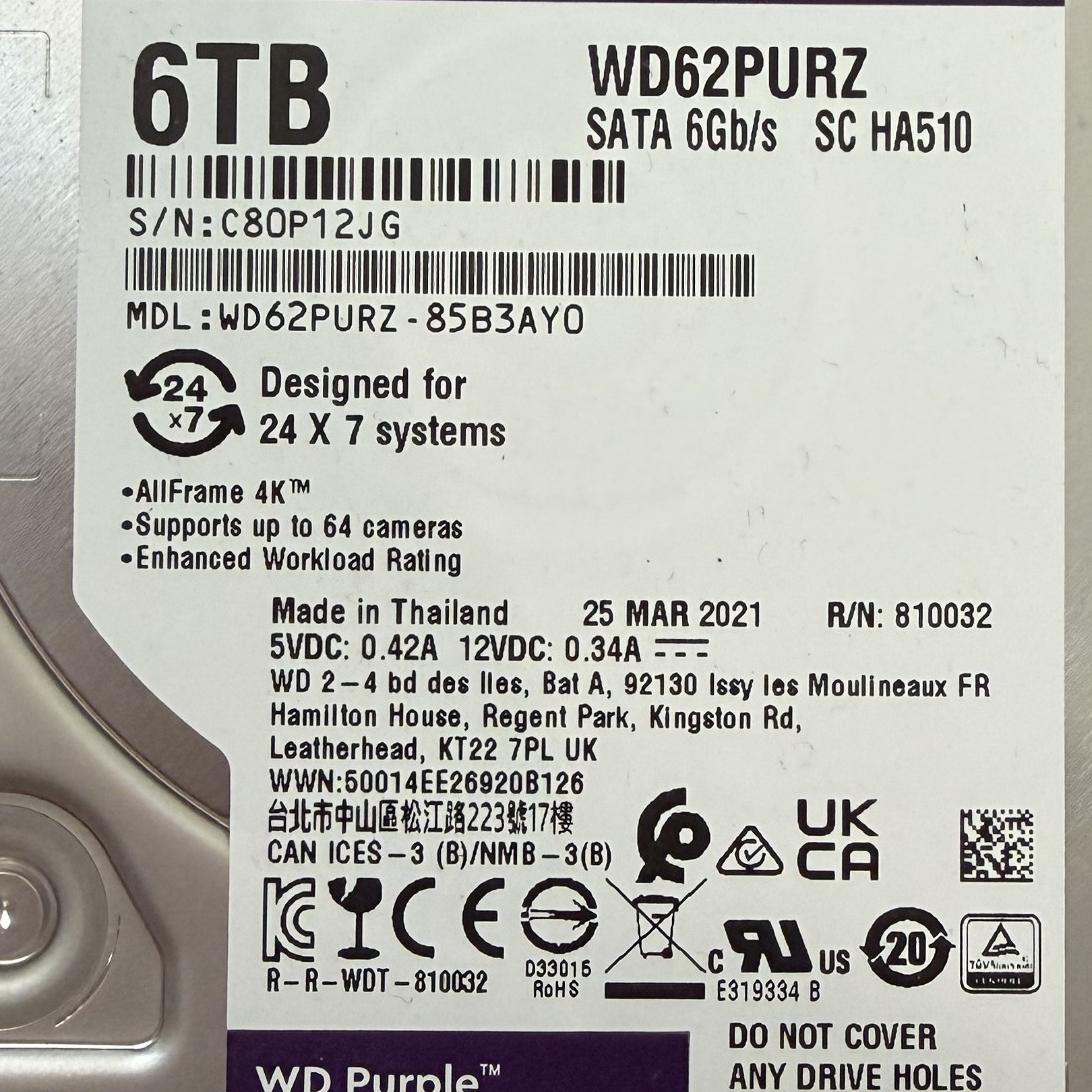 6TB
WD62PURZ
SATA 6Gb/s SC HA510
S/N:C80P12JG
MDL:WD62PURZ-85B3AY0
24
x7
Designed for
24 X 7 systems
•AllFrame 4K™
•Supports up to 64 cameras
•Enhanced Workload Rating
Made in Thailand 25 MAR 2021 R/N: 810032
5VDC: 0.42A 12VDC: 0.34A
WD 2-4 bd des Iles, Bat A, 92130 Issy les Moulineaux FR
Hamilton House, Regent Park, Kingston Rd,
Leatherhead, KT22 7PL UK
WWN:50014EE26920B126
台北市中山區松江路223號17樓
CAN ICES-3 (B)/NMB-3(B)
UK
CA
CE
R-R-WDT-810032
D33015
RoHS
c RU US
E319334 B
20
DO NOT COVER
ANY DRIVE HOLES
WD Purple™